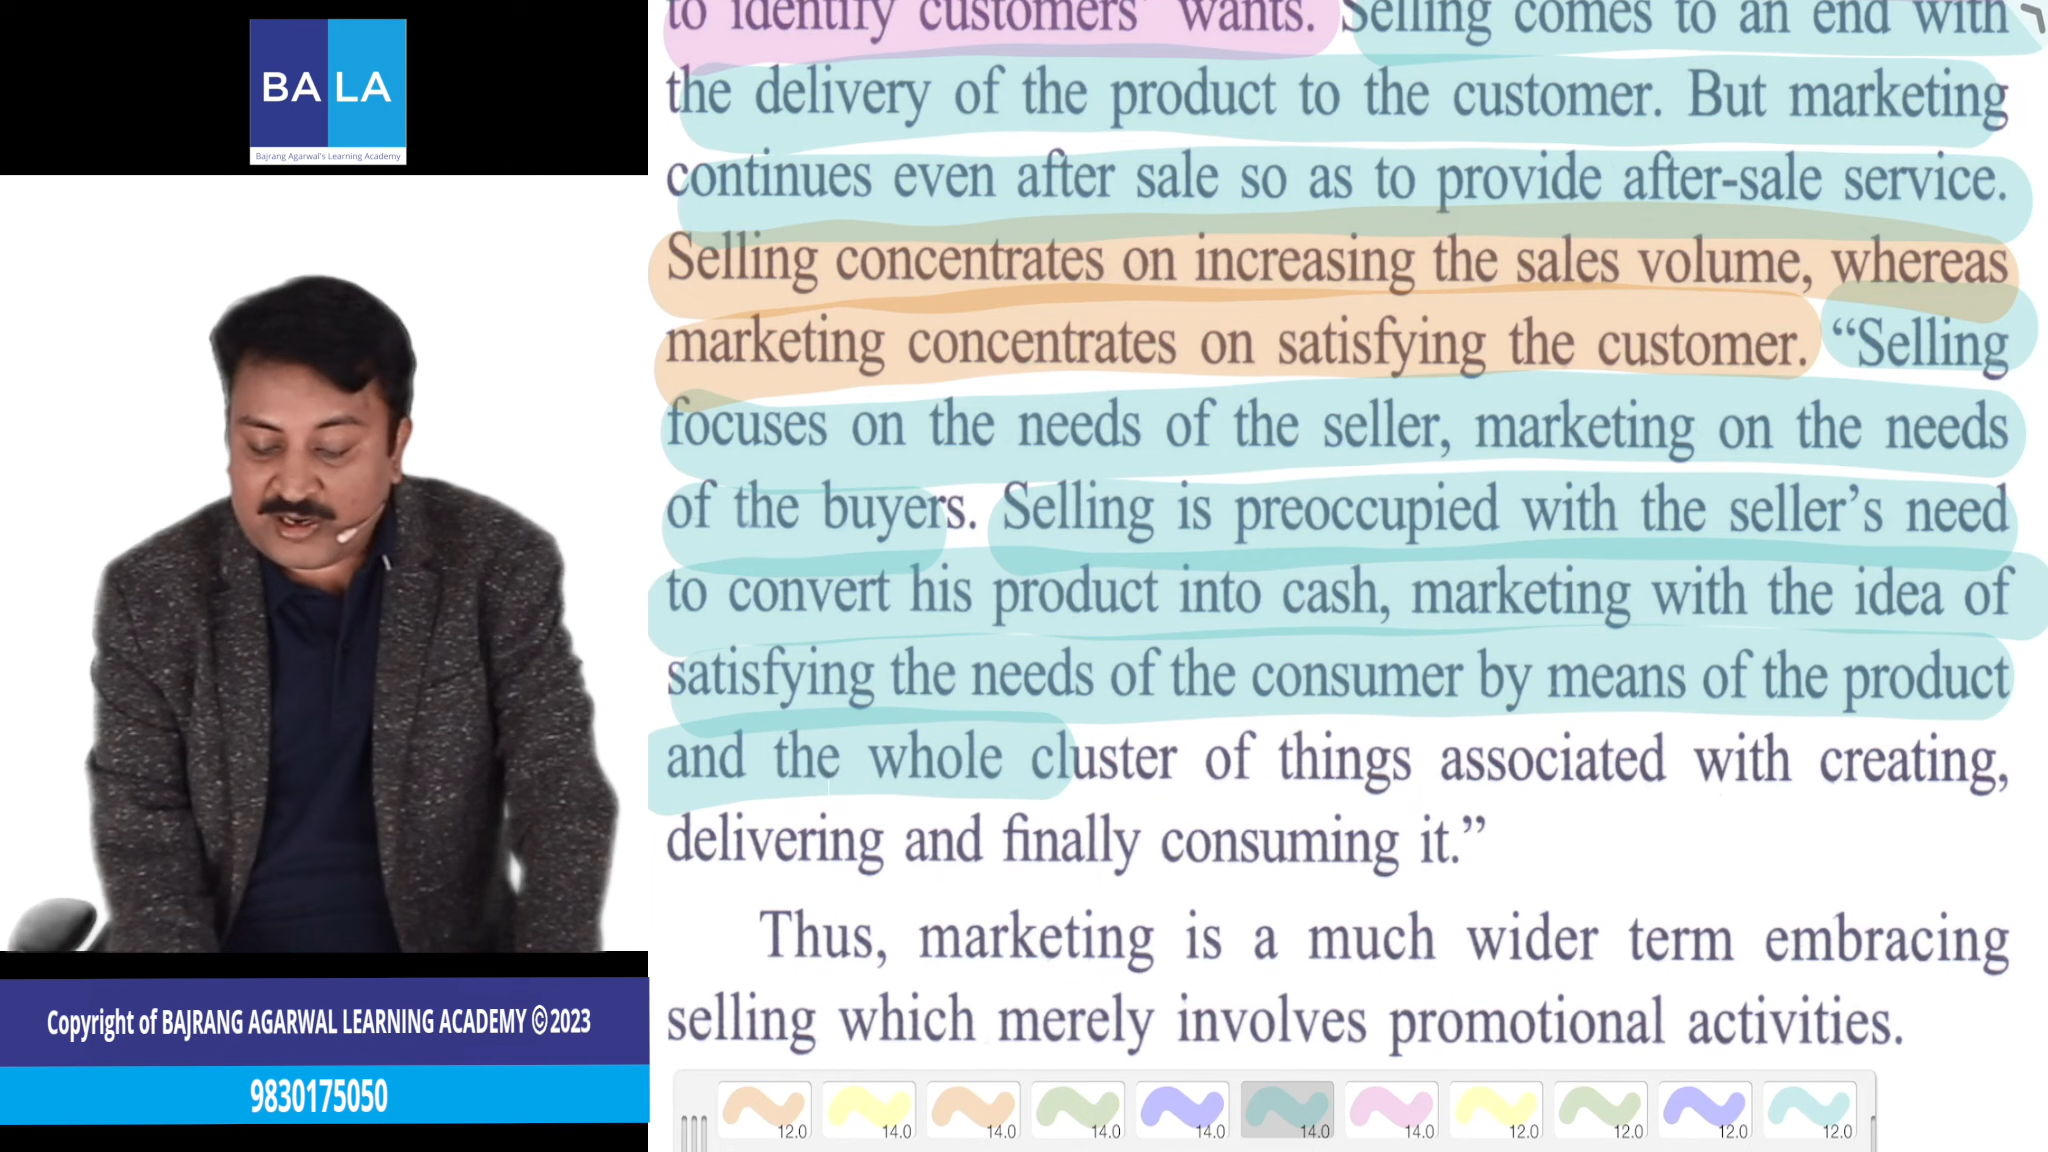 BALA
Bajrang Agarwal's Learning Academy
to identify customers' wants. Selling comes to an end with
the delivery of the product to the customer. But marketing
continues even after sale so as to provide after-sale service.
Selling concentrates on increasing the sales volume, whereas
marketing concentrates on satisfying the customer. “Selling
focuses on the needs of the seller, marketing on the needs
of the buyers. Selling is preoccupied with the seller’s need
to convert his product into cash, marketing with the idea of
satisfying the needs of the consumer by means of the product
and the whole cluster of things associated with creating,
delivering and finally consuming it.”
Thus, marketing is a much wider term embracing
selling which merely involves promotional activities.
12.0 14.0 14.0 14.0 14.0 14.0 14.0 12.0 12.0 12.0 12.0
Copyright of BAJRANG AGARWAL LEARNING ACADEMY ©2023
9830175050